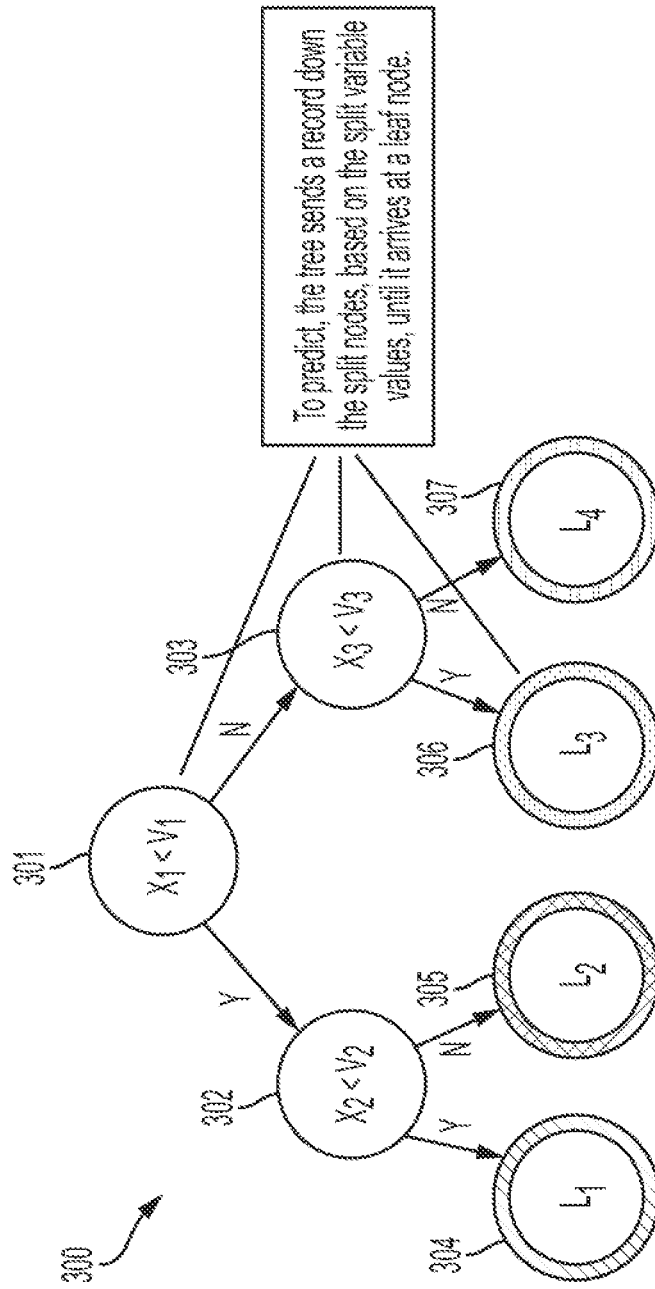 300
301
X₁ < V₁
Y
N
302
X₂ < V₂
303
X₃ < V₃
Y
N
Y
N
304
L₁
305
L₂
306
L₃
307
L₄
To predict, the tree sends a record down
the split nodes, based on the split variable
values, until it arrives at a leaf node.